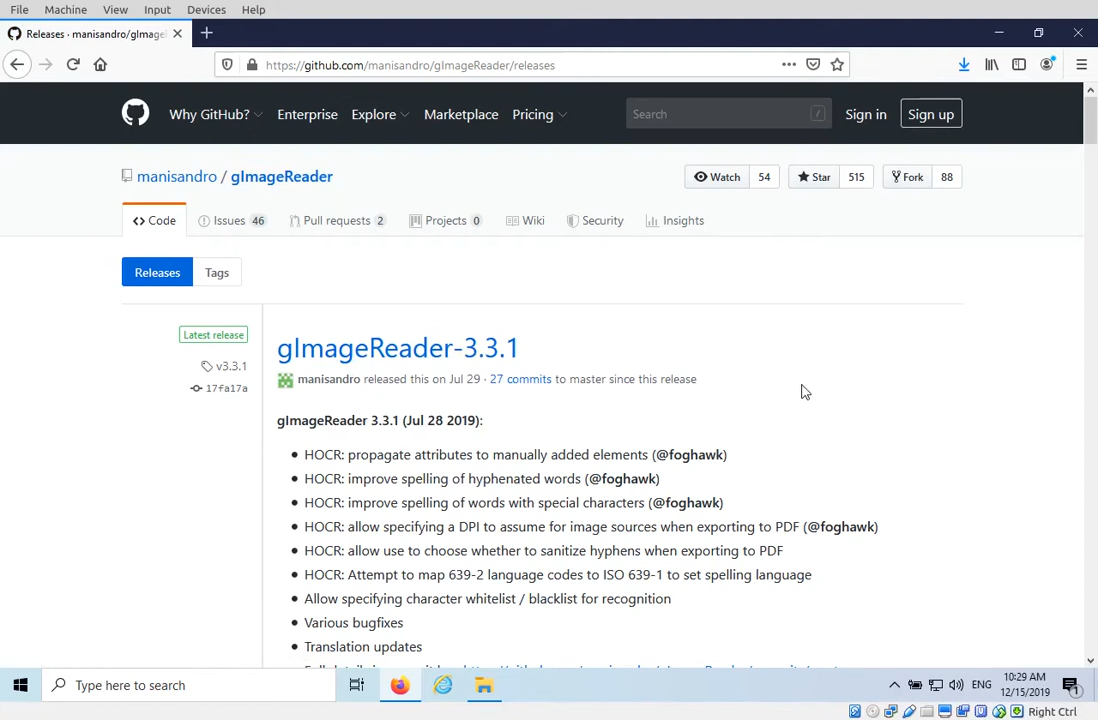 File Machine View Input Devices Help
Releases · manisandro/gImage
https://github.com/manisandro/gImageReader/releases
Why GitHub? Enterprise Explore Marketplace Pricing Search / Sign in Sign up
manisandro / gImageReader Watch 54 Star 515 Fork 88
Code Issues 46 Pull requests 2 Projects 0 Wiki Security Insights
Releases Tags
Latest release
v3.3.1
17fa17a
gImageReader-3.3.1
manisandro released this on Jul 29 · 27 commits to master since this release
gImageReader 3.3.1 (Jul 28 2019):
HOCR: propagate attributes to manually added elements (@foghawk)
HOCR: improve spelling of hyphenated words (@foghawk)
HOCR: improve spelling of words with special characters (@foghawk)
HOCR: allow specifying a DPI to assume for image sources when exporting to PDF (@foghawk)
HOCR: allow use to choose whether to sanitize hyphens when exporting to PDF
HOCR: Attempt to map 639-2 language codes to ISO 639-1 to set spelling language
Allow specifying character whitelist / blacklist for recognition
Various bugfixes
Translation updates
Type here to search
ENG
10:29 AM
12/15/2019
1
Right Ctrl